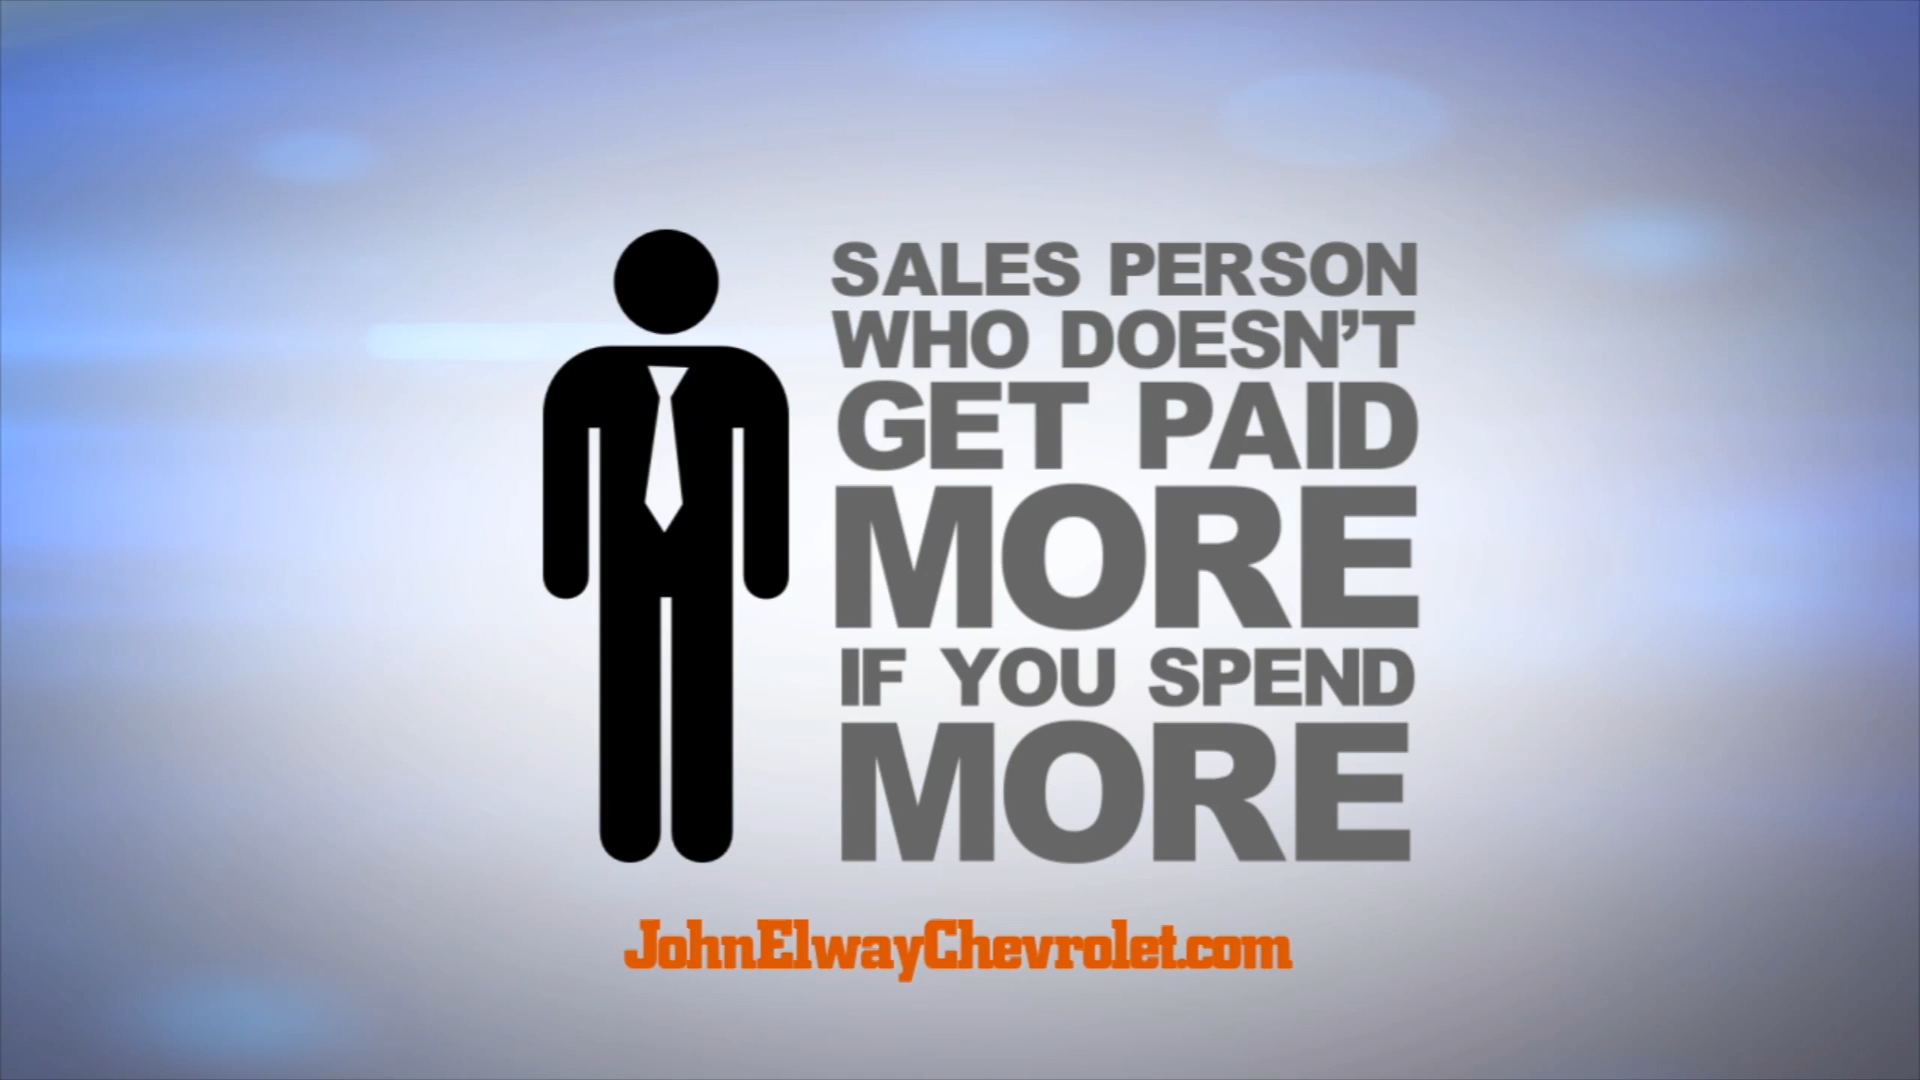 SALES PERSON
WHO DOESN'T
GET PAID
MORE
IF YOU SPEND
MORE
JohnElwayChevrolet.com